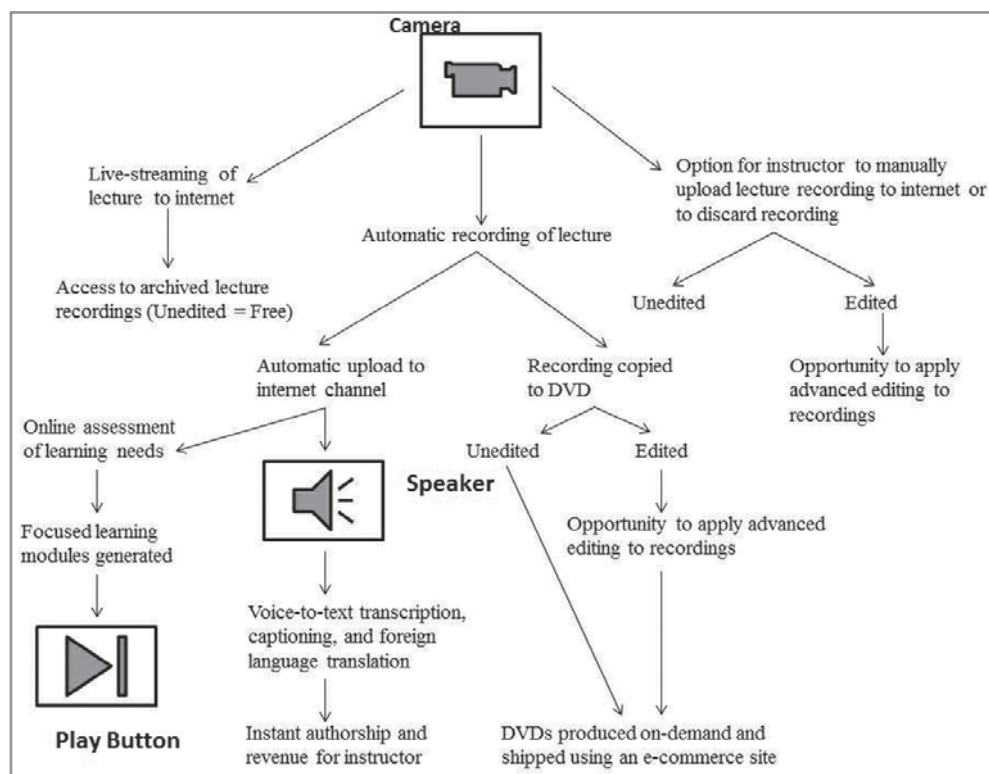 Camera
Live-streaming of
lecture to internet
Option for instructor to manually
upload lecture recording to internet or
to discard recording
Automatic recording of lecture
Access to archived lecture
recordings (Unedited = Free)
Unedited
Edited
Automatic upload to
internet channel
Recording copied
to DVD
Opportunity to apply
advanced editing to
recordings
Online assessment
of learning needs
Unedited
Edited
Speaker
Focused learning
modules generated
Opportunity to apply advanced
editing to recordings
Voice-to-text transcription,
captioning, and foreign
language translation
Play Button
Instant authorship and
revenue for instructor
DVDs produced on-demand and
shipped using an e-commerce site